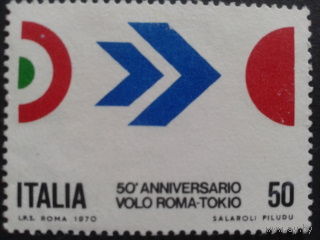 ITALIA
50° ANNIVERSARIO
VOLO ROMA-TOKIO
50
I.P.S. ROMA 1970
SALAROLI PILUDU